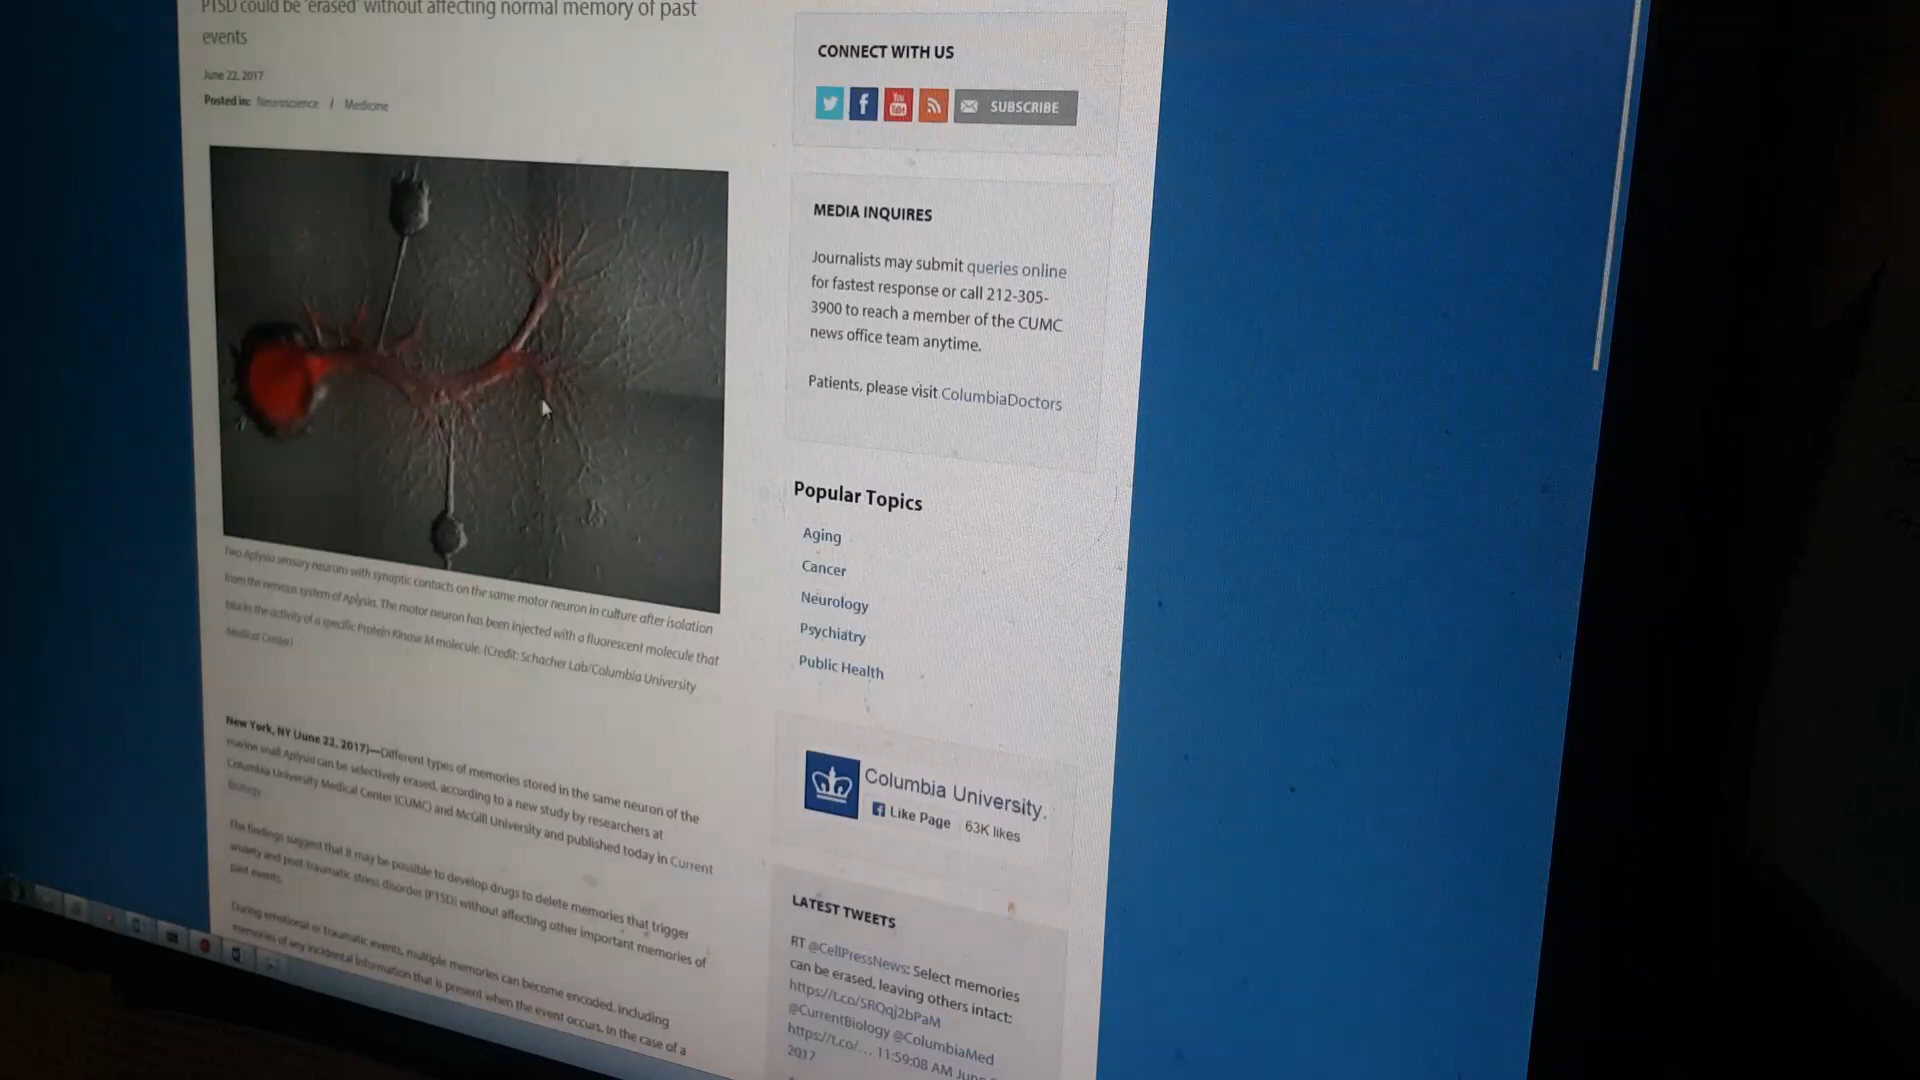 PTSD could be 'erased' without affecting normal memory of past
events
June 22, 2017
Posted in: Neuroscience / Medicine
Two Aplysia sensory neurons with synaptic contacts on the same motor neuron in culture after isolation
from the nervous system of Aplysia. The motor neuron has been injected with a fluorescent molecule that
blocks the activity of a specific Protein Kinase M molecule. (Credit: Schacher Lab/Columbia University
Medical Center)
New York, NY (June 22, 2017)—Different types of memories stored in the same neuron of the
marine snail Aplysia can be selectively erased, according to a new study by researchers at
Columbia University Medical Center (CUMC) and McGill University and published today in Current
Biology.
The findings suggest that it may be possible to develop drugs to delete memories that trigger
anxiety and post-traumatic stress disorder (PTSD) without affecting other important memories of
past events.
During emotional or traumatic events, multiple memories can become encoded, including
memories of any incidental information that is present when the event occurs. In the case of a
CONNECT WITH US
You
Tube
SUBSCRIBE
MEDIA INQUIRES
Journalists may submit queries online
for fastest response or call 212-305-
3900 to reach a member of the CUMC
news office team anytime.
Patients, please visit ColumbiaDoctors
Popular Topics
Aging
Cancer
Neurology
Psychiatry
Public Health
Columbia University.
Like Page 63K likes
LATEST TWEETS
RT @CellPressNews: Select memories
can be erased, leaving others intact:
https://t.co/SRQqj2bPaM
@CurrentBiology @ColumbiaMed
https://t.co/… 11:59:08 AM June
2017